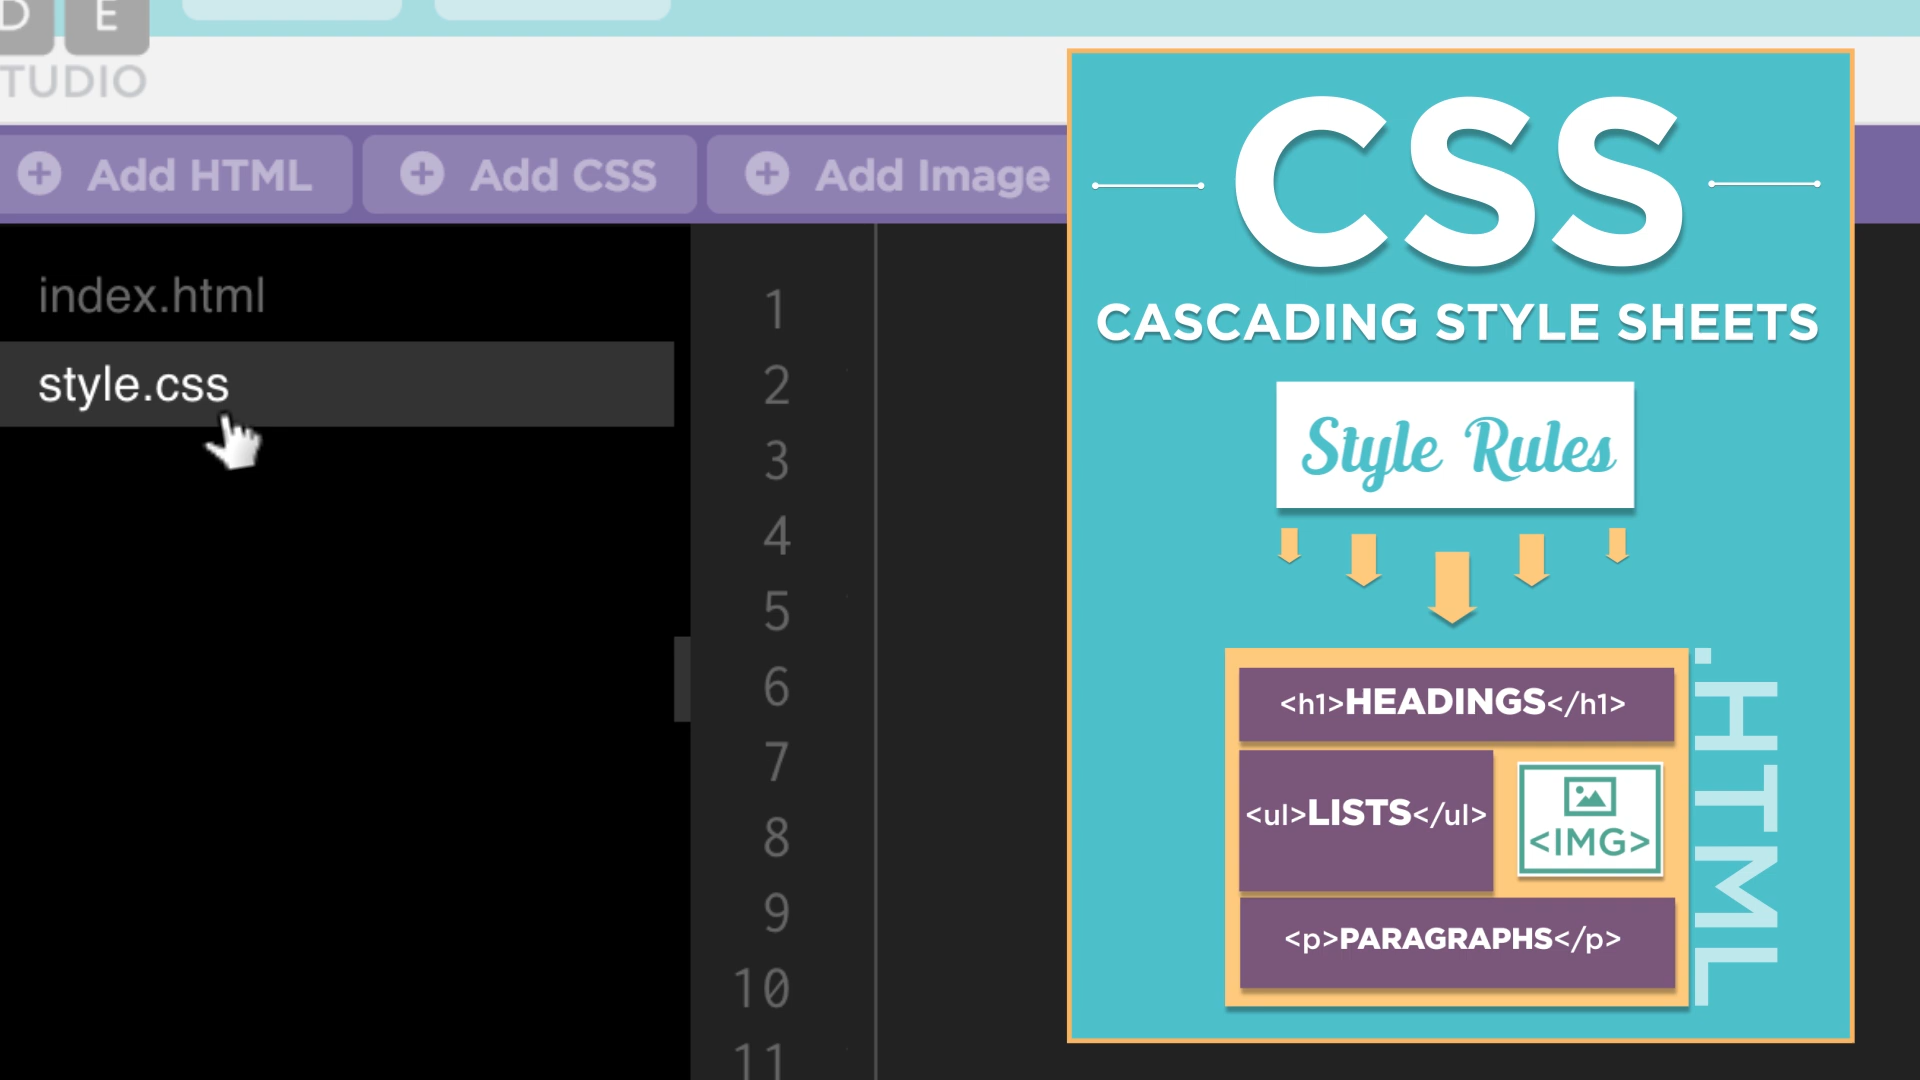 D E
TUDIO
Add HTML
Add CSS
Add Image
index.html
style.css
1
2
3
4
5
6
7
8
9
10
11
CSS
CASCADING STYLE SHEETS
Style Rules
<h1>HEADINGS</h1>
<ul>LISTS</ul>
<IMG>
<p>PARAGRAPHS</p>
.HTML